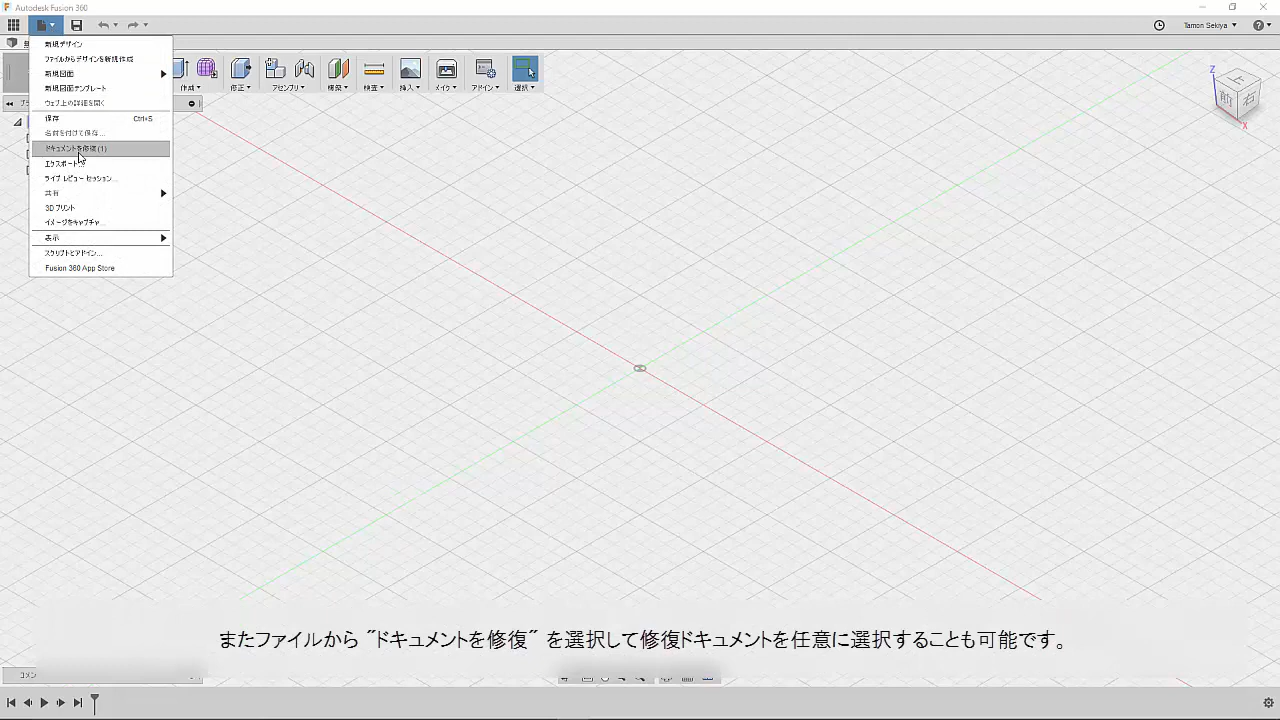 Autodesk Fusion 360
Tamon Sekiya
新規デザイン
ファイルからデザインを新規作成
新規図面
新規図面テンプレート
ウェブ上の詳細を開く
保存 Ctrl+S
名前を付けて保存...
ドキュメントを修復 (1)
エクスポート...
ライブ レビュー セッション...
共有
3D プリント
イメージをキャプチャ...
表示
スクリプトとアドイン...
Fusion 360 App Store
作成 修正 アセンブリ 構築 検査 挿入 メイク アドイン 選択
Z
上
前 右
X
またファイルから ”ドキュメントを修復” を選択して修復ドキュメントを任意に選択することも可能です。
コメン